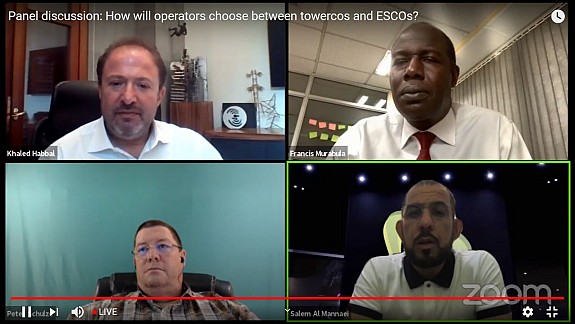 Panel discussion: How will operators choose between towercos and ESCOs?
Khaled Habbal
Francis Murabula
LIVE
Salem Al Mannaei
zoom